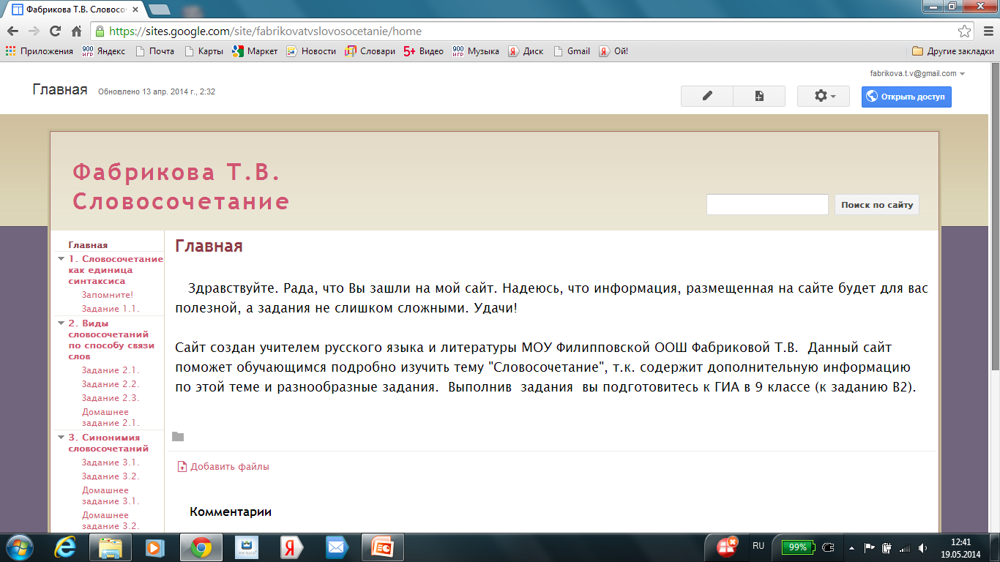 Фабрикова Т.В. Словосо
https://sites.google.com/site/fabrikovatvslovosocetanie/home
Приложения 900 игр Яндекс Почта Карты Маркет Новости Словари 5+ Видео 900 игр Музыка Я Диск Gmail Я Ой! Другие закладки
fabrikova.t.v@gmail.com
Главная Обновлено 13 апр. 2014 г., 2:32 Открыть доступ
Фабрикова Т.В.
Словосочетание
Поиск по сайту
Главная
1. Словосочетание
как единица
синтаксиса
Запомните!
Задание 1.1.
2. Виды
словосочетаний
по способу связи
слов
Задание 2.1.
Задание 2.2.
Задание 2.3.
Домашнее
задание 2.1.
3. Синонимия
словосочетаний
Задание 3.1.
Задание 3.2.
Домашнее
задание 3.1.
Домашнее
задание 3.2.
Главная
Здравствуйте. Рада, что Вы зашли на мой сайт. Надеюсь, что информация, размещенная на сайте будет для вас
полезной, а задания не слишком сложными. Удачи!
Сайт создан учителем русского языка и литературы МОУ Филипповской ООШ Фабриковой Т.В. Данный сайт
поможет обучающимся подробно изучить тему "Словосочетание", т.к. содержит дополнительную информацию
по этой теме и разнообразные задания. Выполнив задания вы подготовитесь к ГИА в 9 классе (к заданию В2).
Добавить файлы
Комментарии
Я RU 99% 12:41
19.05.2014